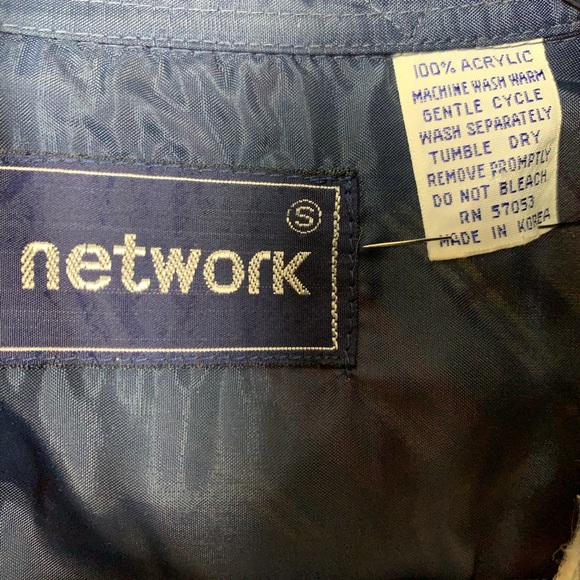 S
network
100% ACRYLIC
MACHINE WASH WARM
GENTLE CYCLE
WASH SEPARATELY
TUMBLE DRY
REMOVE PROMPTLY
DO NOT BLEACH
RN 57053
MADE IN KOREA